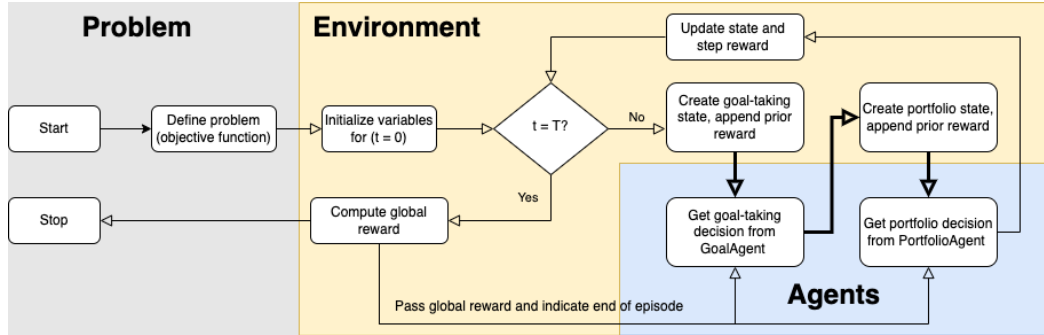 Problem
Environment
Update state and
step reward
Start
Define problem
(objective function)
Initialize variables
for (t = 0)
t = T?
No
Create goal-taking
state, append prior
reward
Create portfolio state,
append prior reward
Yes
Stop
Compute global
reward
Get goal-taking
decision from
GoalAgent
Get portfolio decision
from PortfolioAgent
Pass global reward and indicate end of episode
Agents